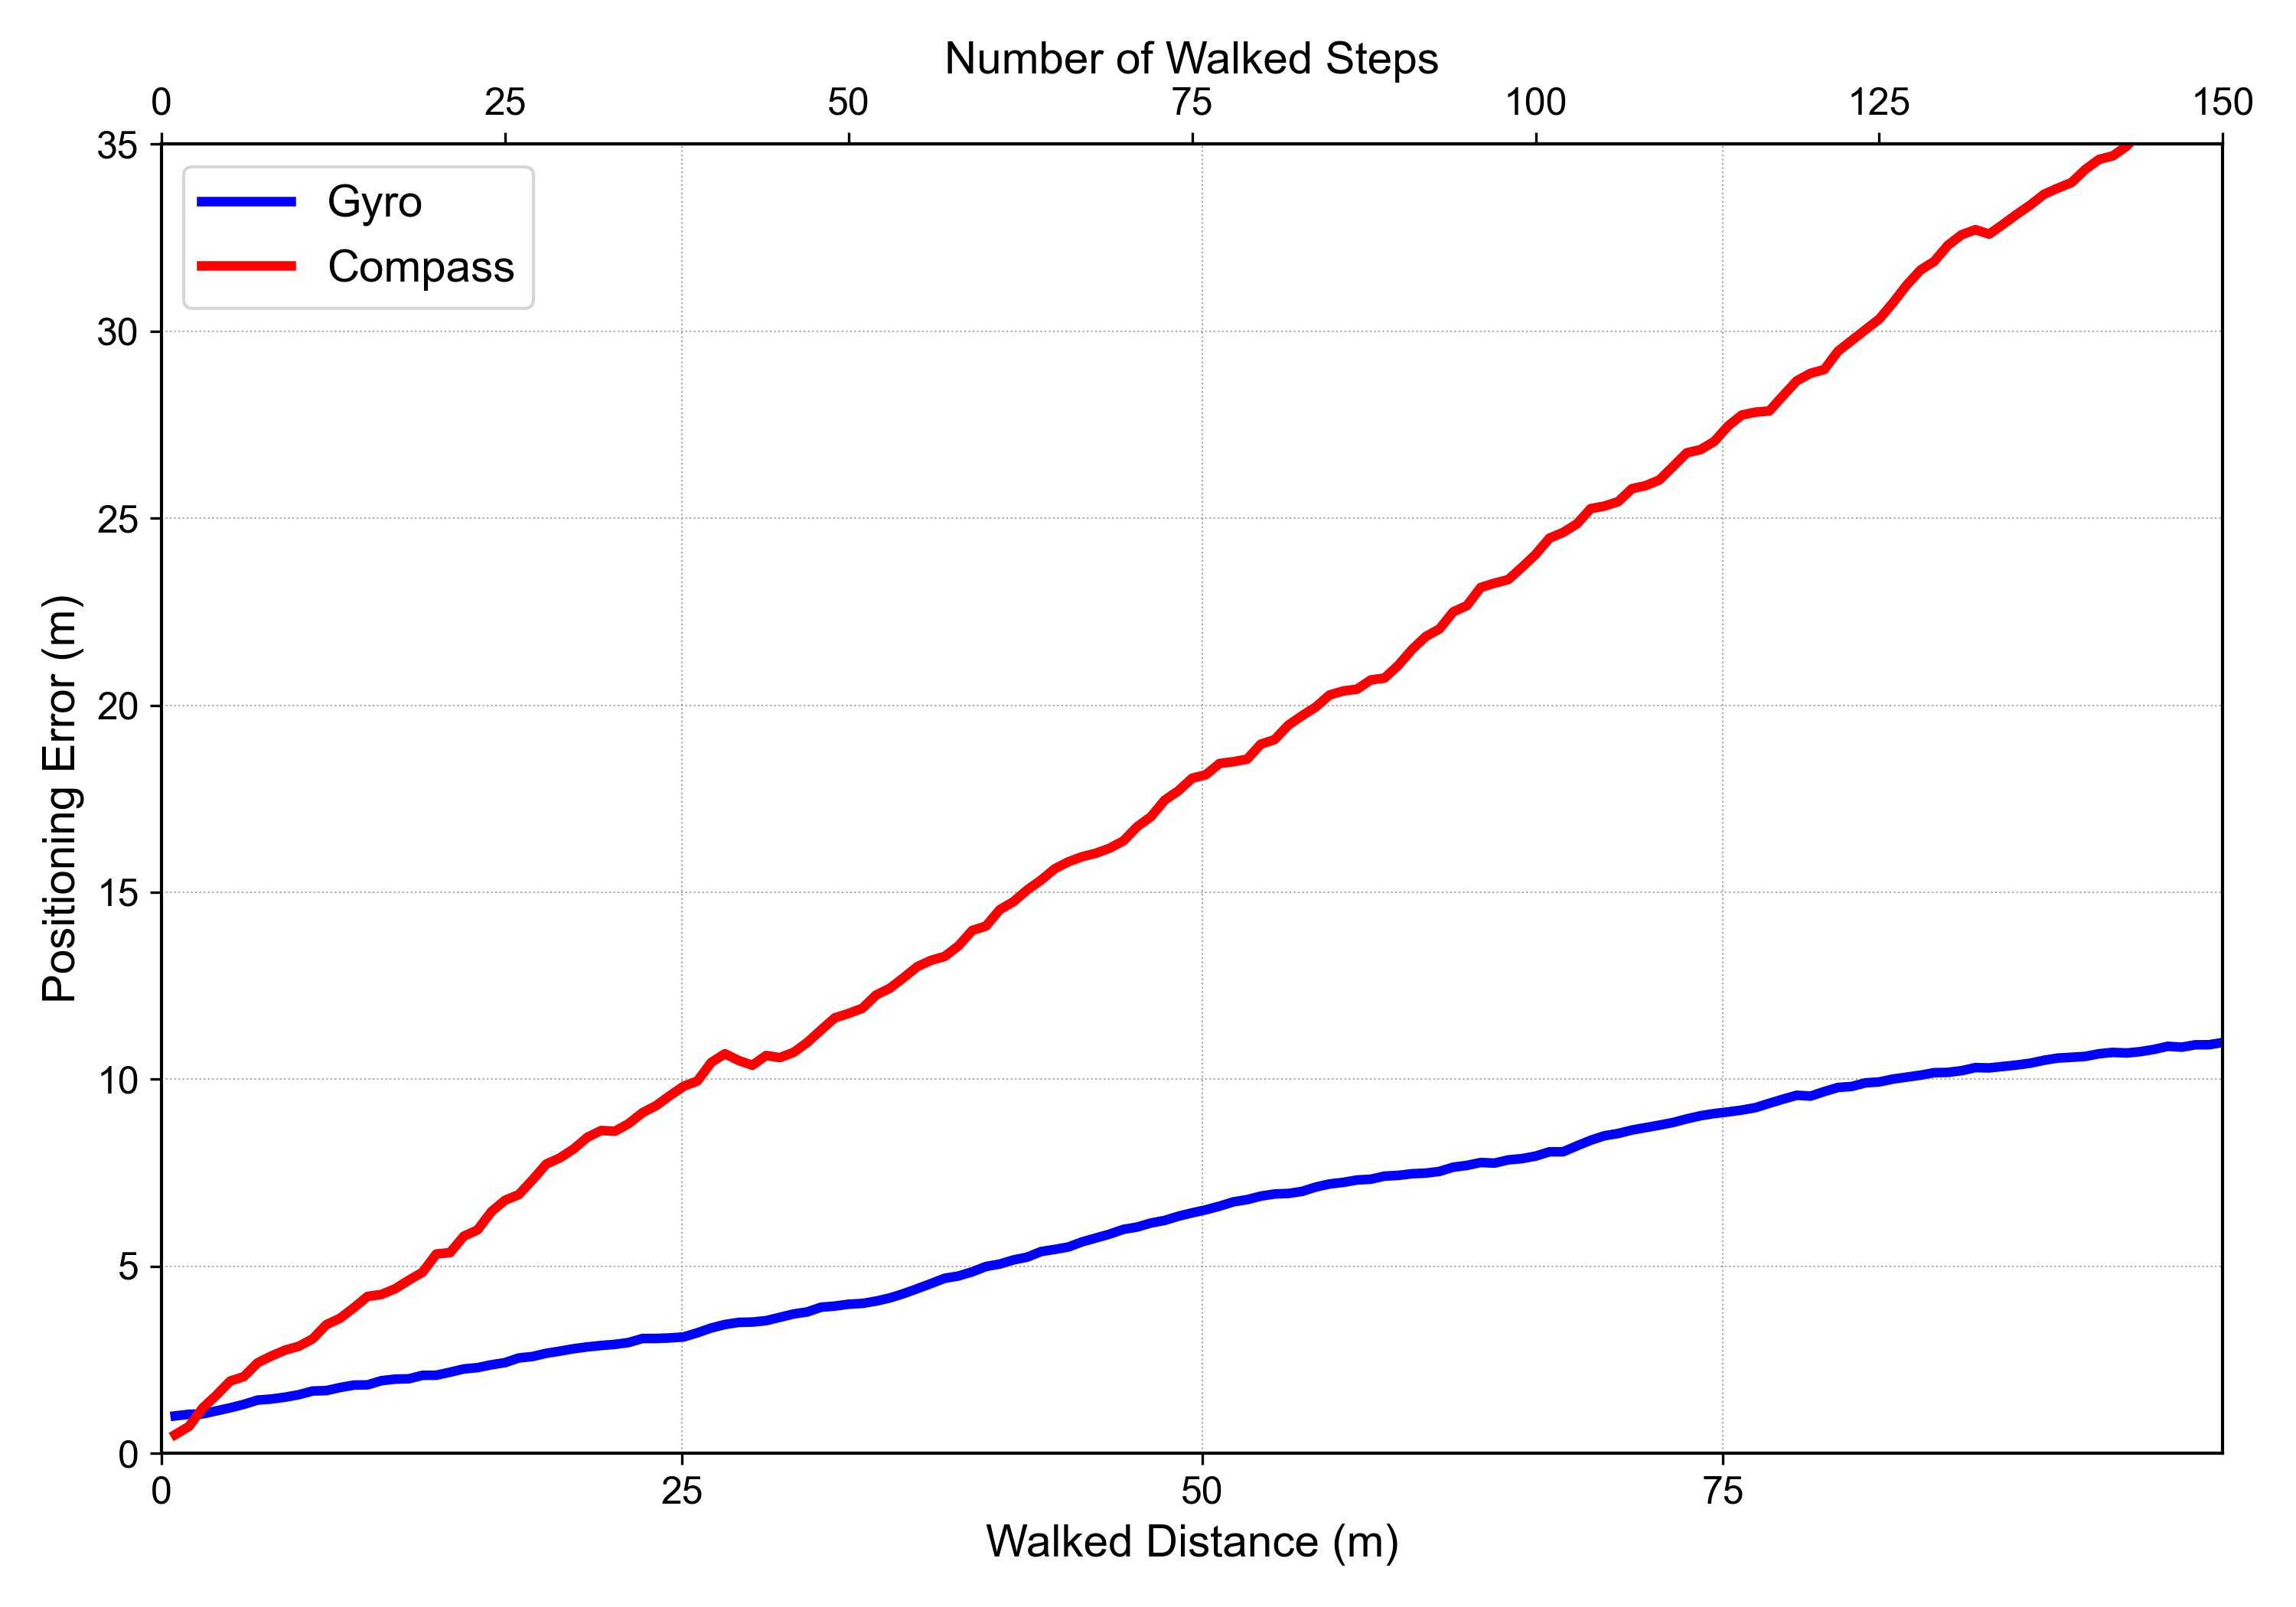 Number of Walked Steps
0 25 50 75 100 125 150
35
Gyro
Compass
30
25
20
15
10
5
0
Positioning Error (m)
0 25 50 75
Walked Distance (m)